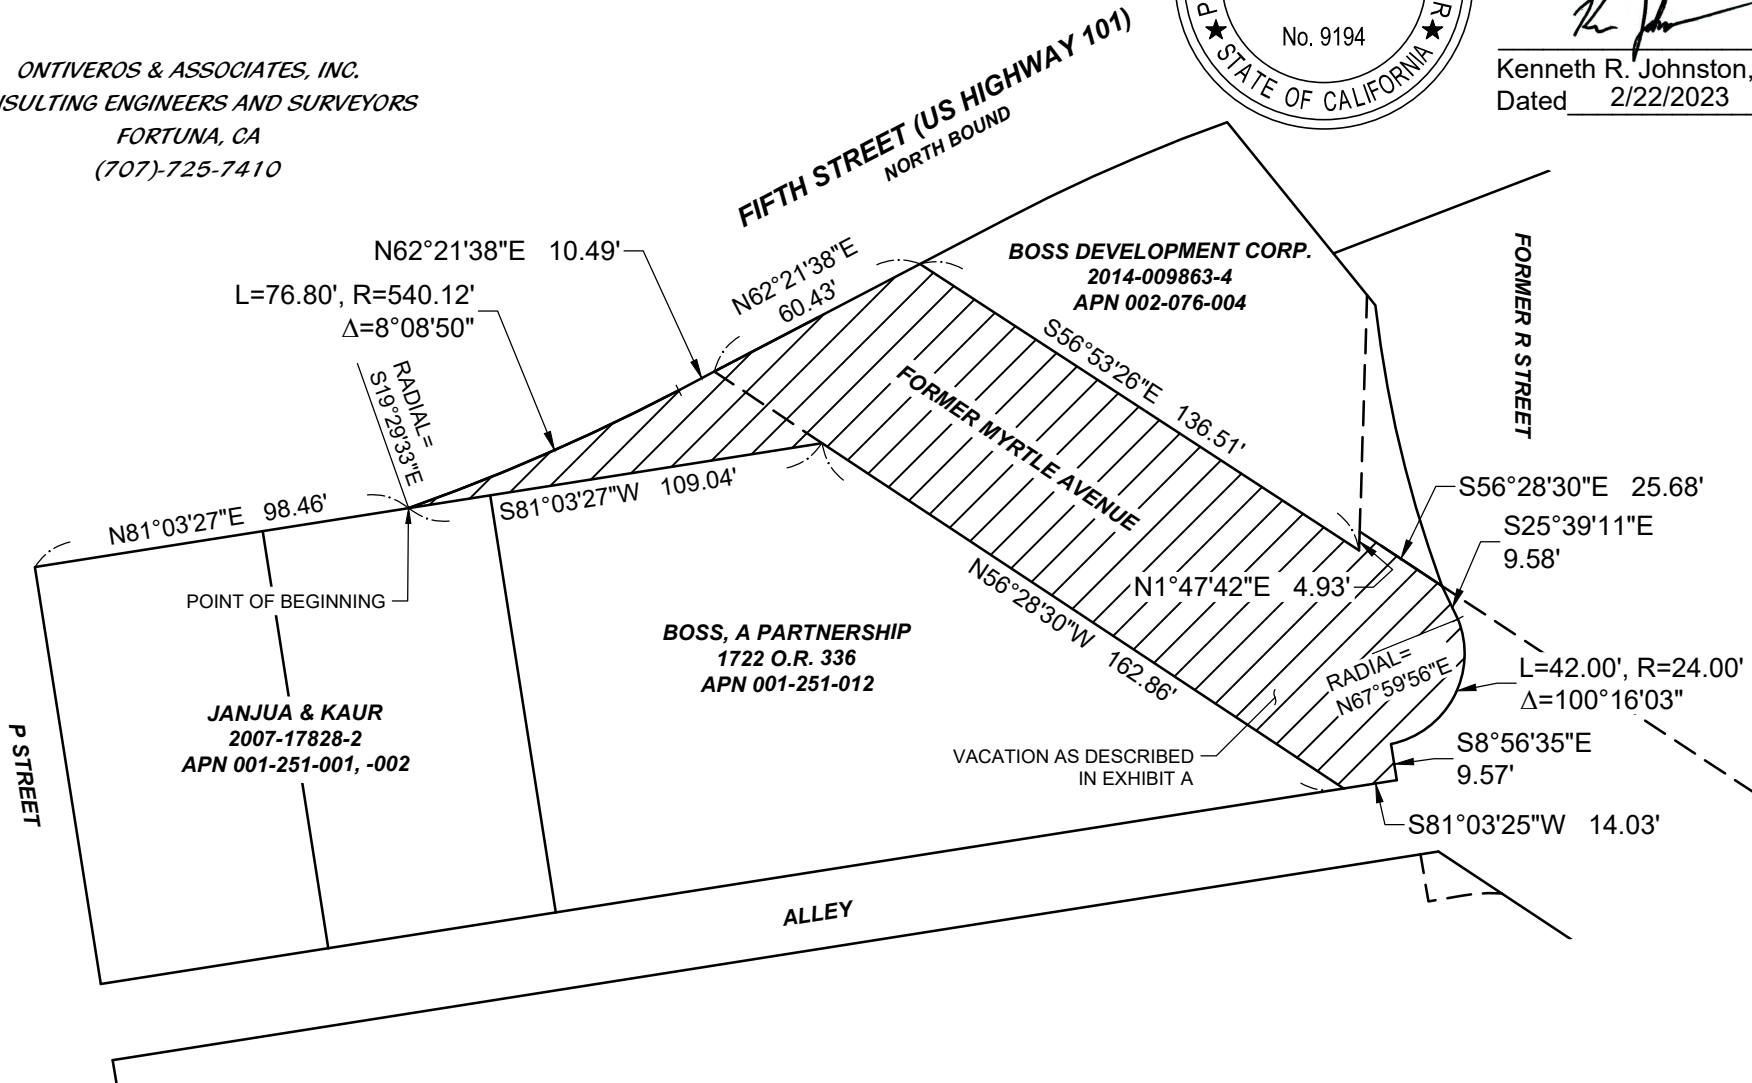 ONTIVEROS & ASSOCIATES, INC.
NSULTING ENGINEERS AND SURVEYORS
FORTUNA, CA
(707)-725-7410
P
R
No. 9194
STATE OF CALIFORNIA
Kenneth R. Johnston,
Dated 2/22/2023
FIFTH STREET (US HIGHWAY 101)
NORTH BOUND
N62°21'38"E 10.49'
L=76.80', R=540.12'
Δ=8°08'50"
RADIAL=
S19°29'33"E
N62°21'38"E
60.43'
BOSS DEVELOPMENT CORP.
2014-009863-4
APN 002-076-004
FORMER R STREET
S56°53'26"E 136.51'
FORMER MYRTLE AVENUE
N81°03'27"E 98.46'
S81°03'27"W 109.04'
POINT OF BEGINNING
S56°28'30"E 25.68'
S25°39'11"E
9.58'
N1°47'42"E 4.93'
N56°28'30"W 162.86'
BOSS, A PARTNERSHIP
1722 O.R. 336
APN 001-251-012
RADIAL=
N67°59'56"E
L=42.00', R=24.00'
Δ=100°16'03"
JANJUA & KAUR
2007-17828-2
APN 001-251-001, -002
P STREET
VACATION AS DESCRIBED
IN EXHIBIT A
S8°56'35"E
9.57'
S81°03'25"W 14.03'
ALLEY